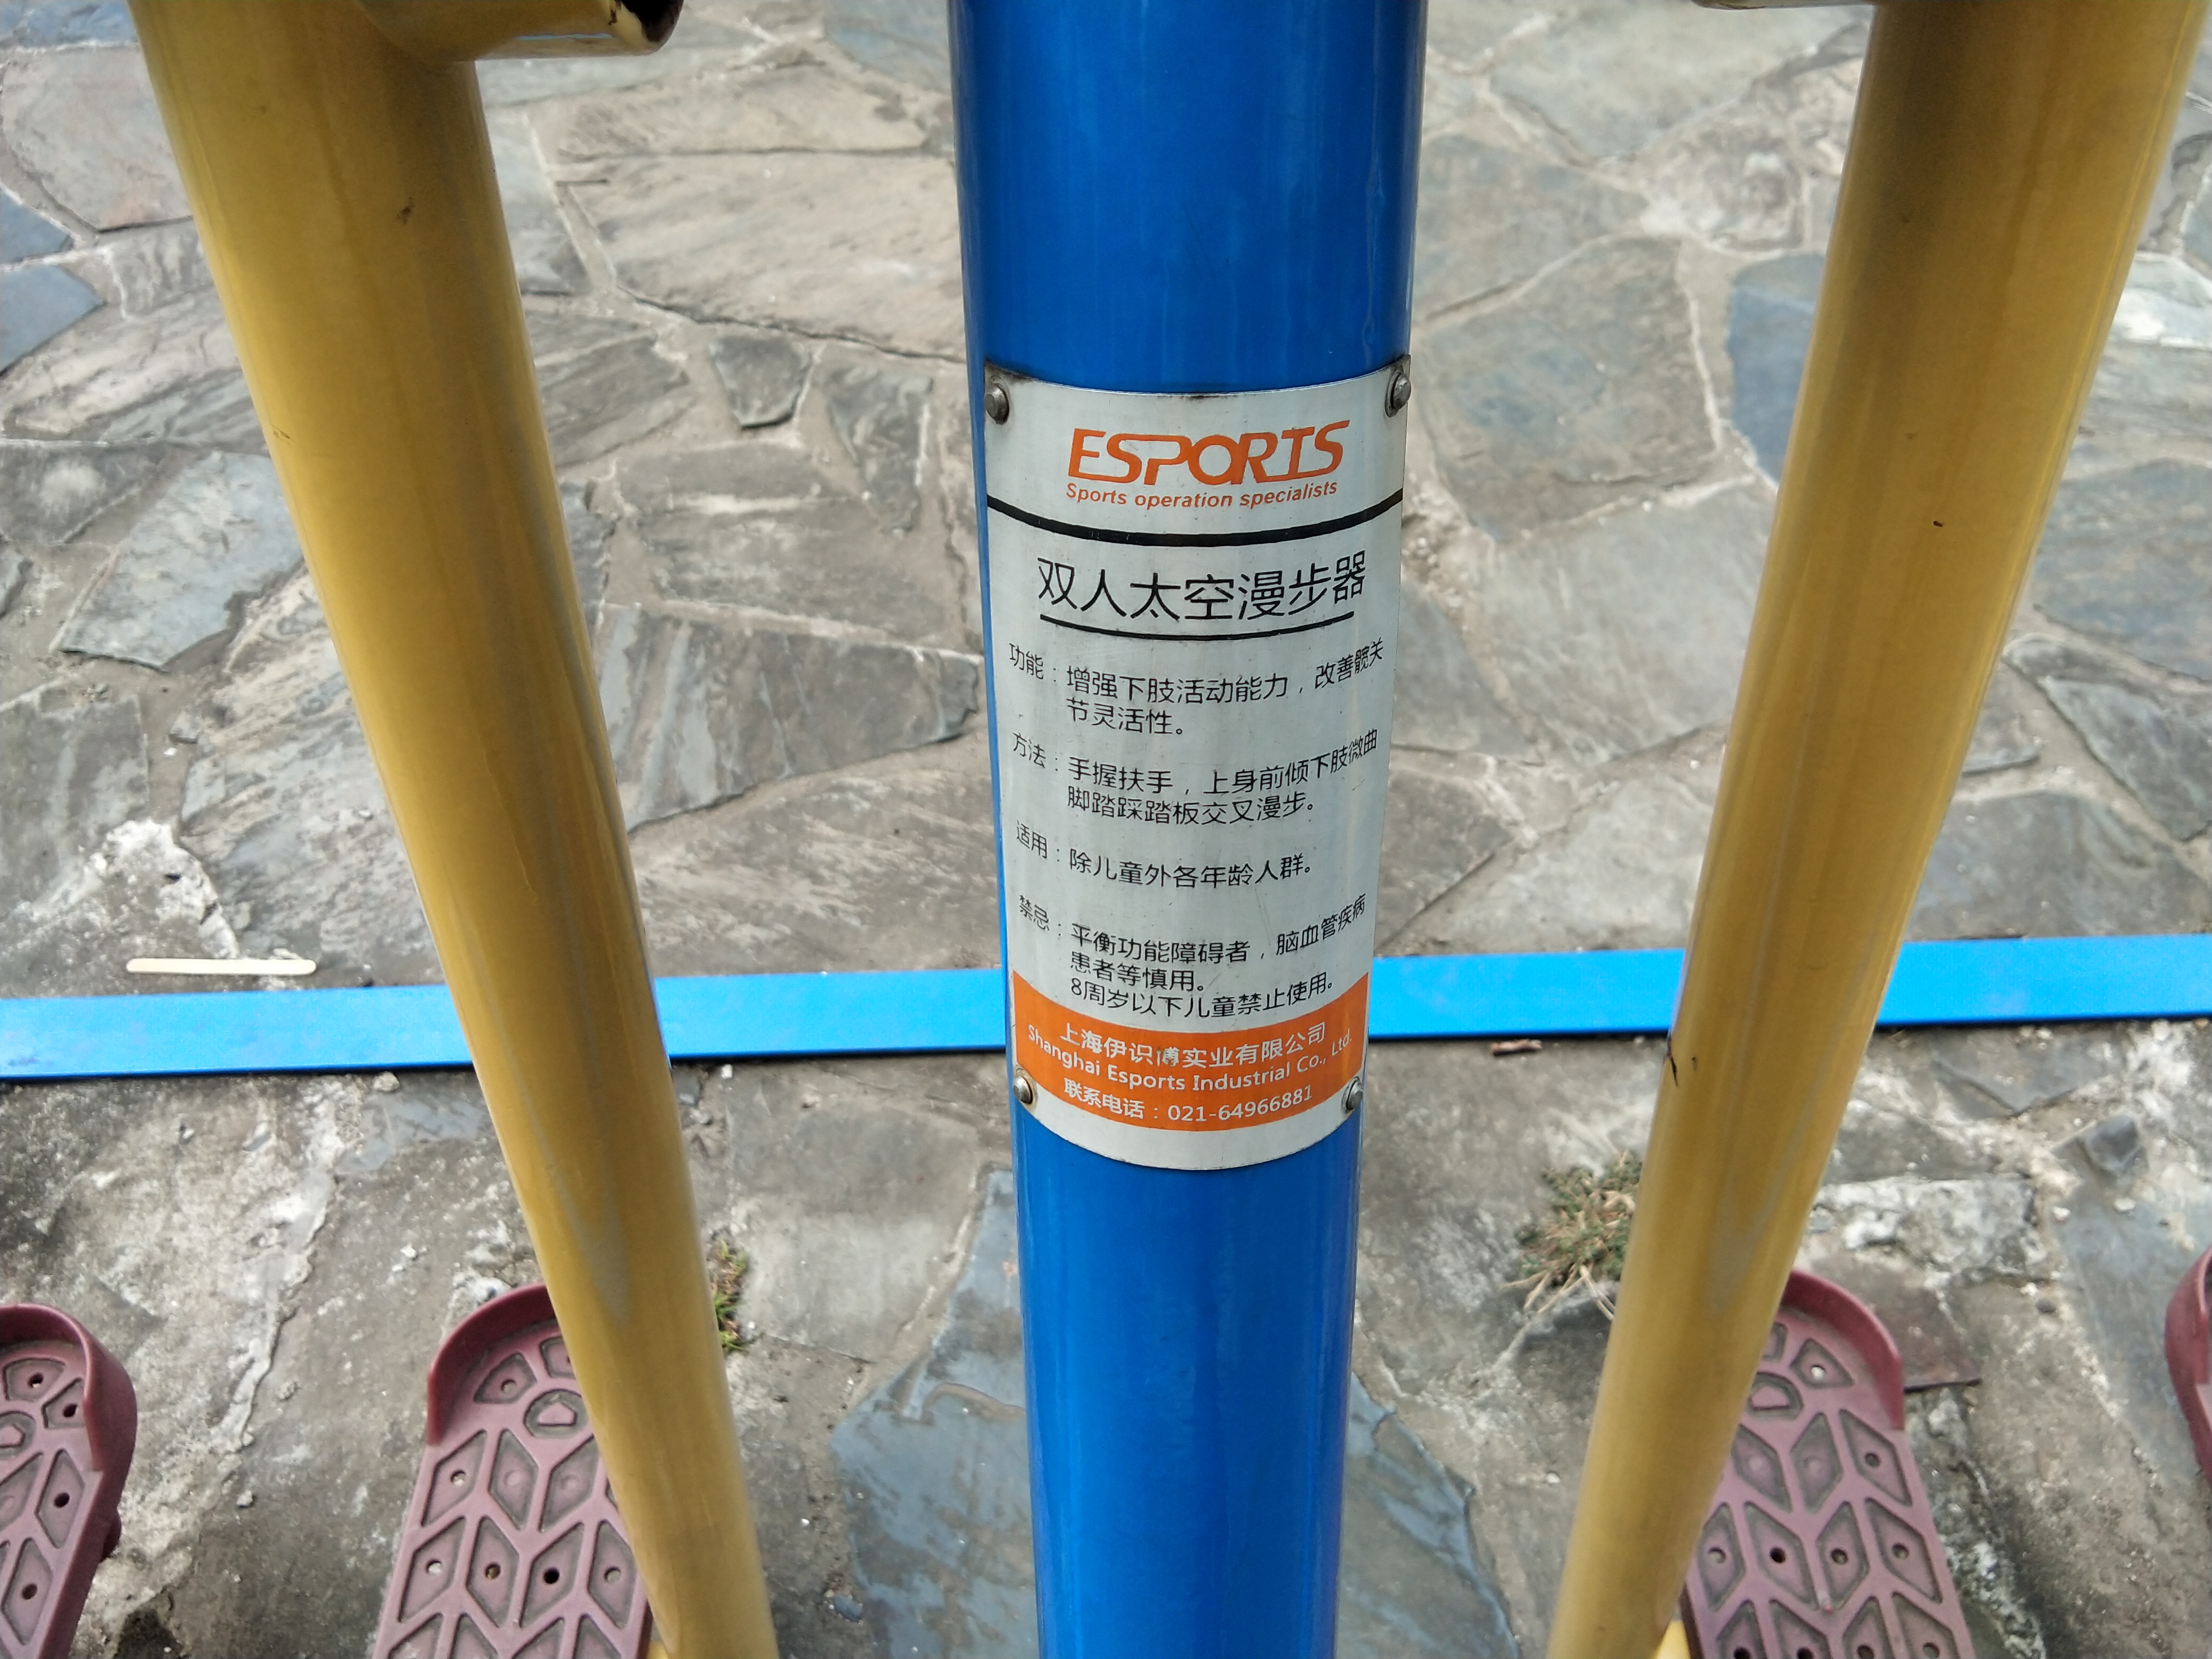 ESPORTS
Sports operation specialists
双人太空漫步器
功能：增强下肢活动能力，改善髋关
节灵活性。
方法：手握扶手，上身前倾下肢微曲
脚踏踩踏板交叉漫步。
适用：除儿童外各年龄人群。
禁忌：平衡功能障碍者，脑血管疾病
患者等慎用。
8周岁以下儿童禁止使用。
上海伊识博实业有限公司
Shanghai Esports Industrial Co., Ltd.
联系电话：021-64966881